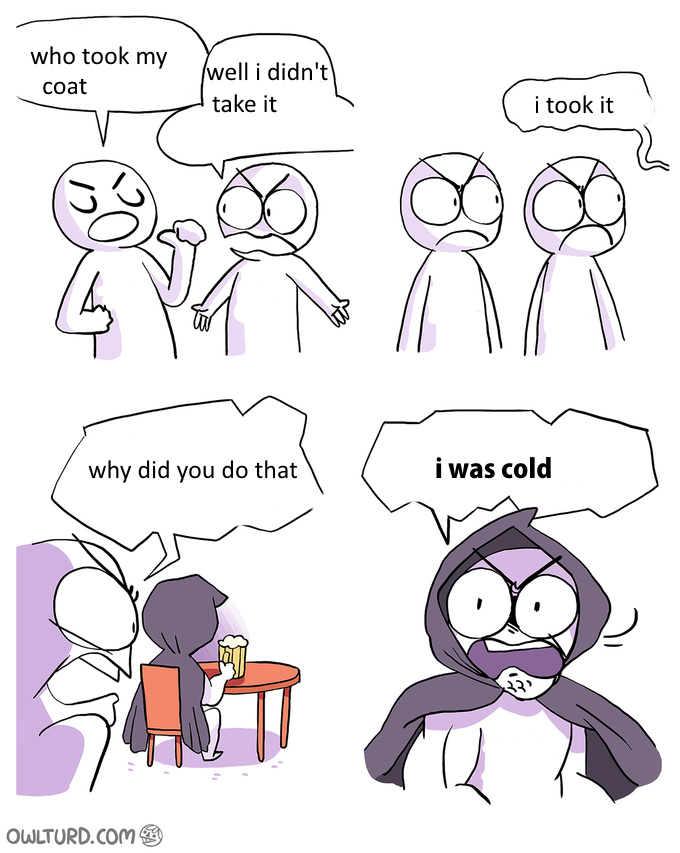 who took my
coat
well i didn't
take it
i took it
why did you do that
i was cold
OWLTURD.COM